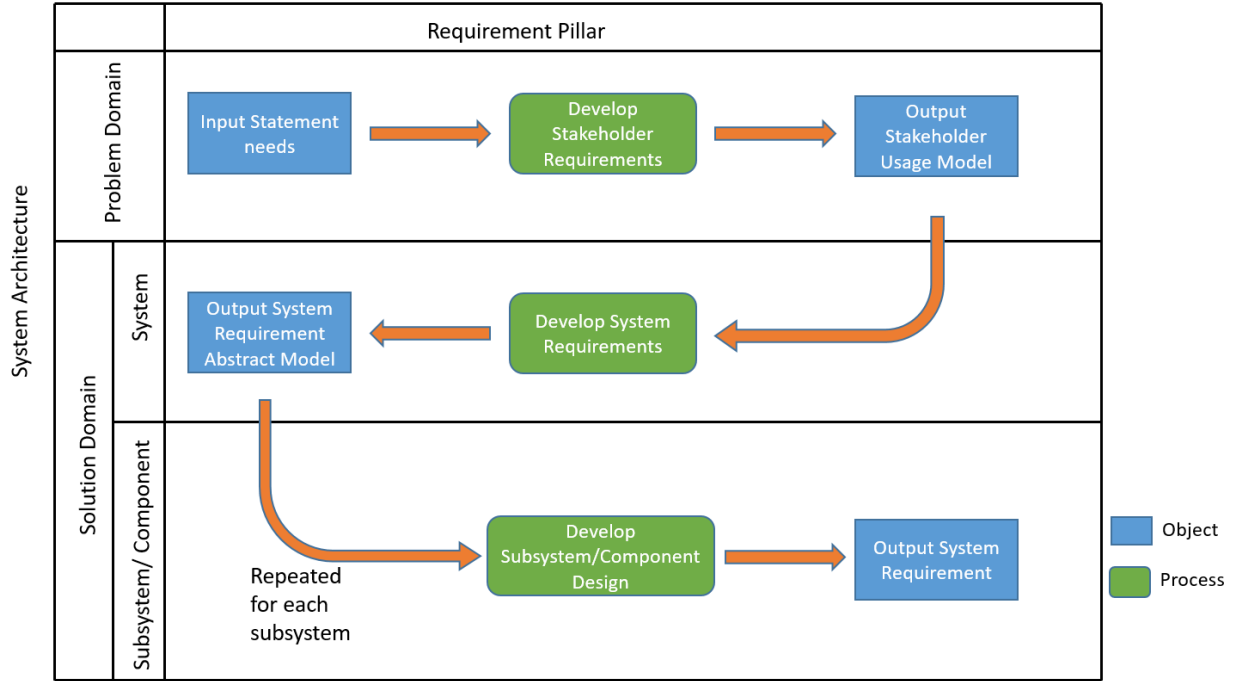 Requirement Pillar
System Architecture
Problem Domain
Input Statement
needs
Develop
Stakeholder
Requirements
Output
Stakeholder
Usage Model
Solution Domain
System
Output System
Requirement
Abstract Model
Develop System
Requirements
Subsystem/ Component
Repeated
for each
subsystem
Develop
Subsystem/Component
Design
Output System
Requirement
Object
Process